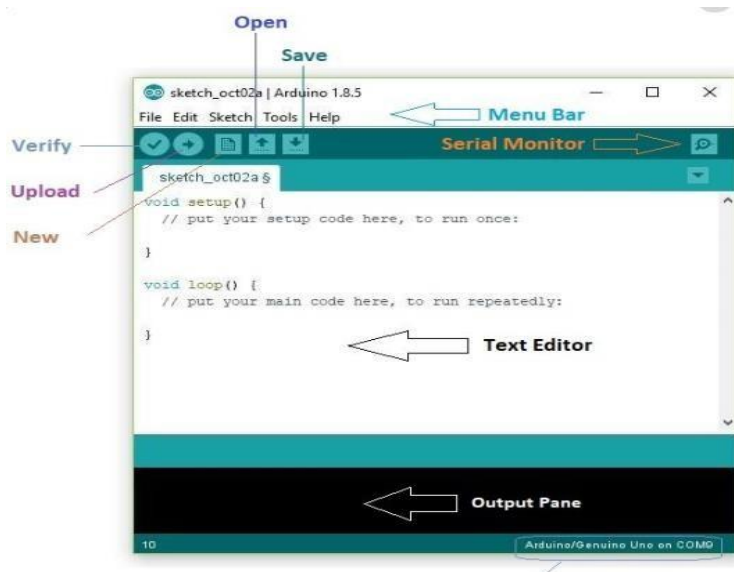 Open
Save
sketch_oct02a | Arduino 1.8.5
File Edit Sketch Tools Help
Menu Bar
Verify
Serial Monitor
sketch_oct02a §
Upload
void setup() {
// put your setup code here, to run once:
New
}
void loop() {
// put your main code here, to run repeatedly:
}
Text Editor
Output Pane
10
Arduino/Genuino Uno on COM9